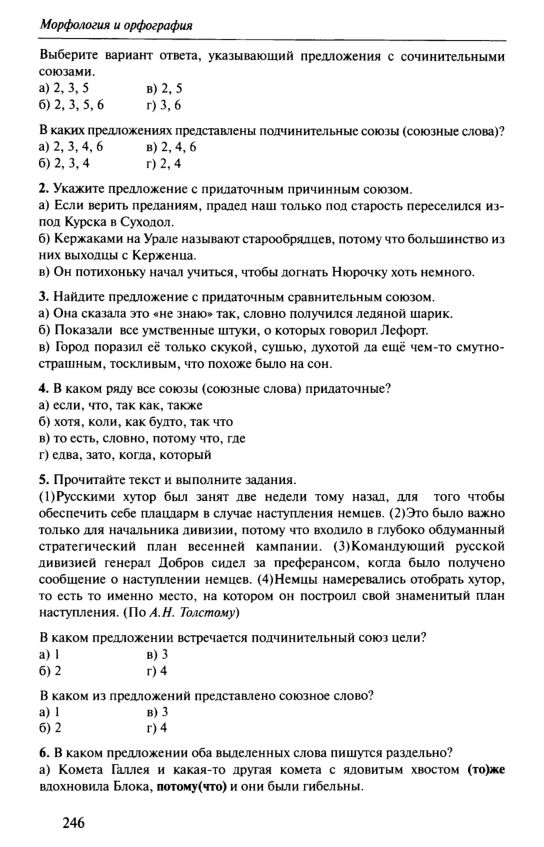 Морфология и орфография
Выберите вариант ответа, указывающий предложения с сочинительными
союзами.
а) 2, 3, 5 в) 2, 5
б) 2, 3, 5, 6 г) 3, 6
В каких предложениях представлены подчинительные союзы (союзные слова)?
а) 2, 3, 4, 6 в) 2, 4, 6
б) 2, 3, 4 г) 2, 4
2. Укажите предложение с придаточным причинным союзом.
а) Если верить преданиям, прадед наш только под старость переселился из-
под Курска в Суходол.
б) Кержаками на Урале называют старообрядцев, потому что большинство из
них выходцы с Керженца.
в) Он потихоньку начал учиться, чтобы догнать Нюрочку хоть немного.
3. Найдите предложение с придаточным сравнительным союзом.
а) Она сказала это «не знаю» так, словно получился ледяной шарик.
б) Показали все умственные штуки, о которых говорил Лефорт.
в) Город поразил её только скукой, сушью, духотой да ещё чем-то смутно-
страшным, тоскливым, что похоже было на сон.
4. В каком ряду все союзы (союзные слова) придаточные?
а) если, что, так как, также
б) хотя, коли, как будто, так что
в) то есть, словно, потому что, где
г) едва, зато, когда, который
5. Прочитайте текст и выполните задания.
(1)Русскими хутор был занят две недели тому назад, для того чтобы
обеспечить себе плацдарм в случае наступления немцев. (2)Это было важно
только для начальника дивизии, потому что входило в глубоко обдуманный
стратегический план весенней кампании. (3)Командующий русской
дивизией генерал Добров сидел за преферансом, когда было получено
сообщение о наступлении немцев. (4)Немцы намеревались отобрать хутор,
то есть то именно место, на котором он построил свой знаменитый план
наступления. (По А.Н. Толстому)
В каком предложении встречается подчинительный союз цели?
а) 1 в) 3
б) 2 г) 4
В каком из предложений представлено союзное слово?
а) 1 в) 3
б) 2 г) 4
6. В каком предложении оба выделенных слова пишутся раздельно?
а) Комета Галлея и какая-то другая комета с ядовитым хвостом (то)же
вдохновила Блока, потому(что) и они были гибельны.
246